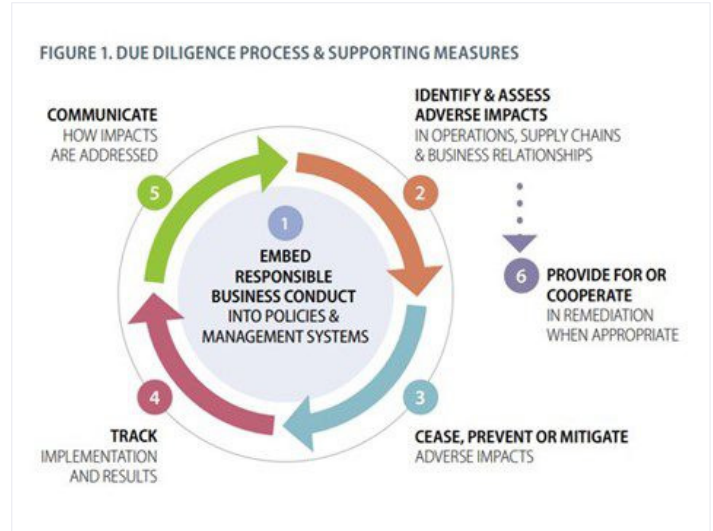 FIGURE 1. DUE DILIGENCE PROCESS & SUPPORTING MEASURES
1
EMBED
RESPONSIBLE
BUSINESS CONDUCT
INTO POLICIES &
MANAGEMENT SYSTEMS
2
IDENTIFY & ASSESS
ADVERSE IMPACTS
IN OPERATIONS, SUPPLY CHAINS
& BUSINESS RELATIONSHIPS
3
CEASE, PREVENT OR MITIGATE
ADVERSE IMPACTS
4
TRACK
IMPLEMENTATION
AND RESULTS
5
COMMUNICATE
HOW IMPACTS
ARE ADDRESSED
6
PROVIDE FOR OR
COOPERATE
IN REMEDIATION
WHEN APPROPRIATE